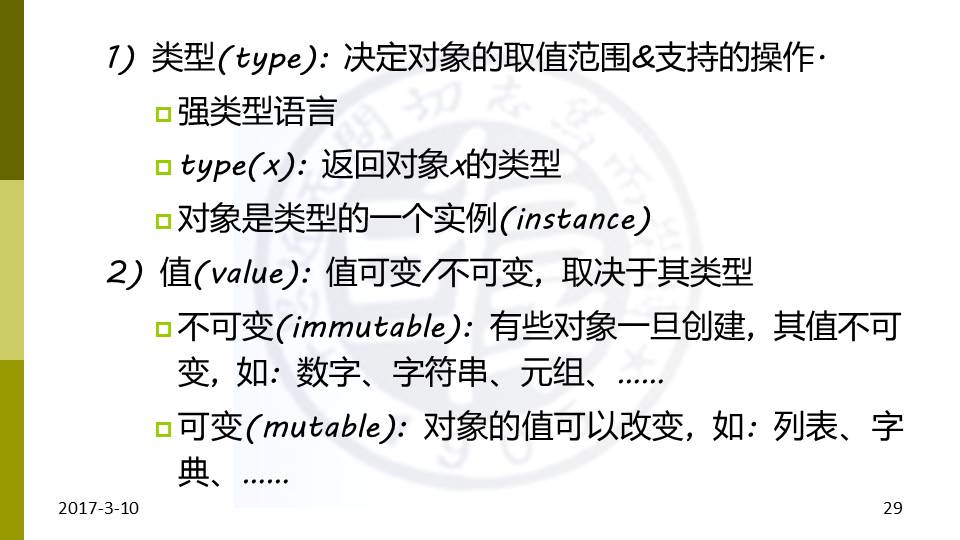 1) 类型(type): 决定对象的取值范围&支持的操作.
强类型语言
type(x): 返回对象x的类型
对象是类型的一个实例(instance)
2) 值(value): 值可变/不可变，取决于其类型
不可变(immutable): 有些对象一旦创建，其值不可
变，如: 数字、字符串、元组、……
可变(mutable): 对象的值可以改变，如: 列表、字
典、……
2017-3-10
29